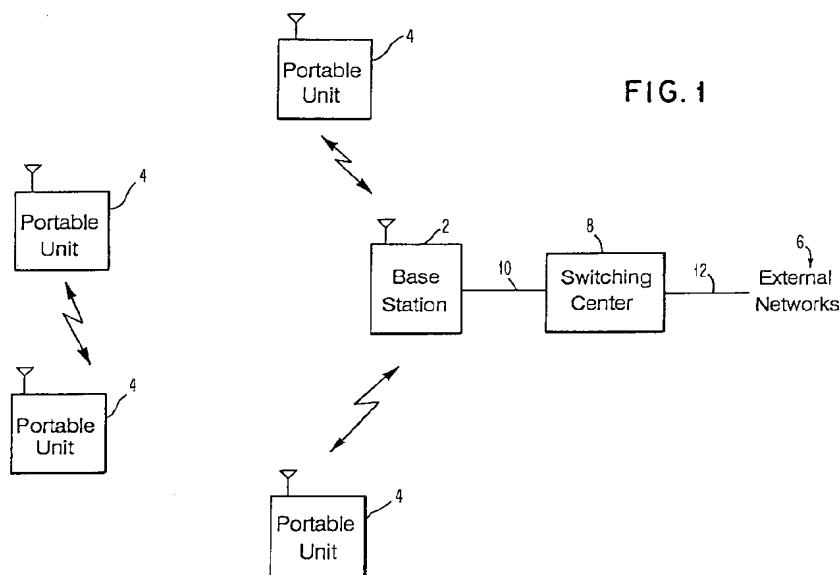 4
Portable
Unit
FIG. 1
4
Portable
Unit
2
Base
Station
10
8
Switching
Center
12
6
External
Networks
4
Portable
Unit
4
Portable
Unit